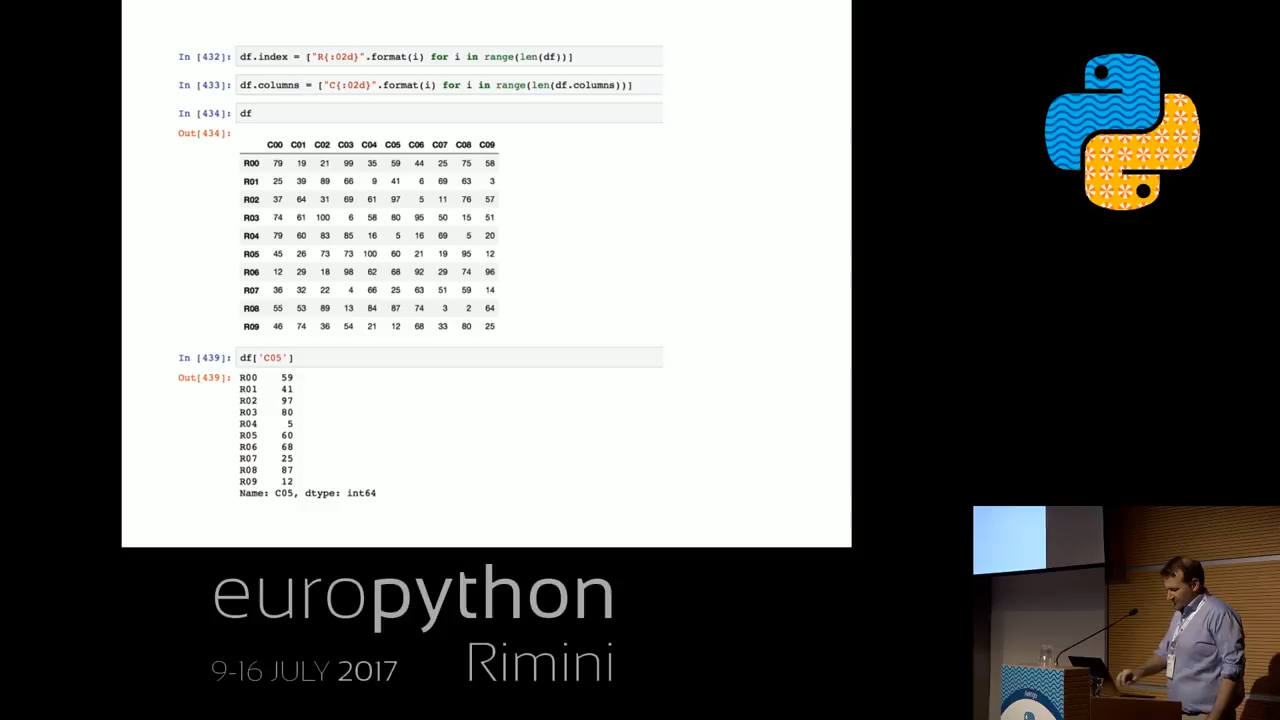 In [432]: df.index = ["R{:02d}".format(i) for i in range(len(df))]
In [433]: df.columns = ["C{:02d}".format(i) for i in range(len(df.columns))]
In [434]: df
Out[434]:
C00 C01 C02 C03 C04 C05 C06 C07 C08 C09
R00 79 19 21 99 35 59 44 25 75 58
R01 25 39 89 66 9 41 6 69 63 3
R02 37 64 31 69 61 97 5 11 76 57
R03 74 61 100 6 58 80 95 50 15 51
R04 79 60 83 85 16 5 16 69 5 20
R05 45 26 73 73 100 60 21 19 95 12
R06 12 29 18 98 62 68 92 29 74 96
R07 36 32 22 4 66 25 63 51 59 14
R08 55 53 89 13 84 87 74 3 2 64
R09 46 74 36 54 21 12 68 33 80 25
In [439]: df['C05']
Out[439]: R00 59
R01 41
R02 97
R03 80
R04 5
R05 60
R06 68
R07 25
R08 87
R09 12
Name: C05, dtype: int64
europython
Rimini
9-16 JULY 2017